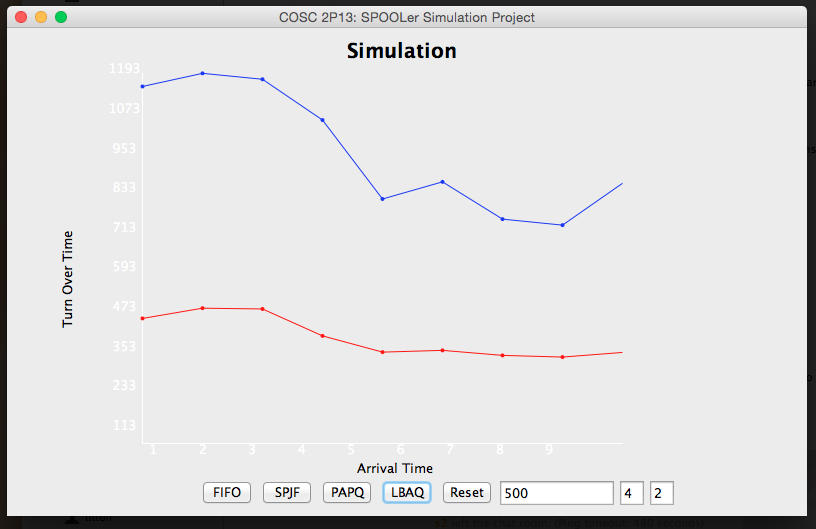 COSC 2P13: SPOOLer Simulation Project
Simulation
1193
1073
953
833
713
593
473
353
233
113
Turn Over Time
1 2 3 4 5 6 7 8 9
Arrival Time
FIFO SPJF PAPQ LBAQ Reset 500 4 2